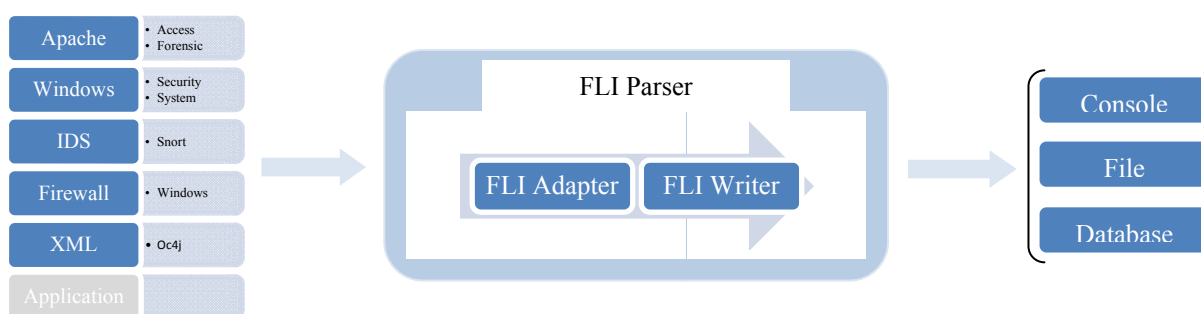 Apache
• Access
• Forensic
Windows
• Security
• System
IDS
• Snort
Firewall
• Windows
XML
• Oc4j
Application
FLI Parser
FLI Adapter
FLI Writer
Console
File
Database